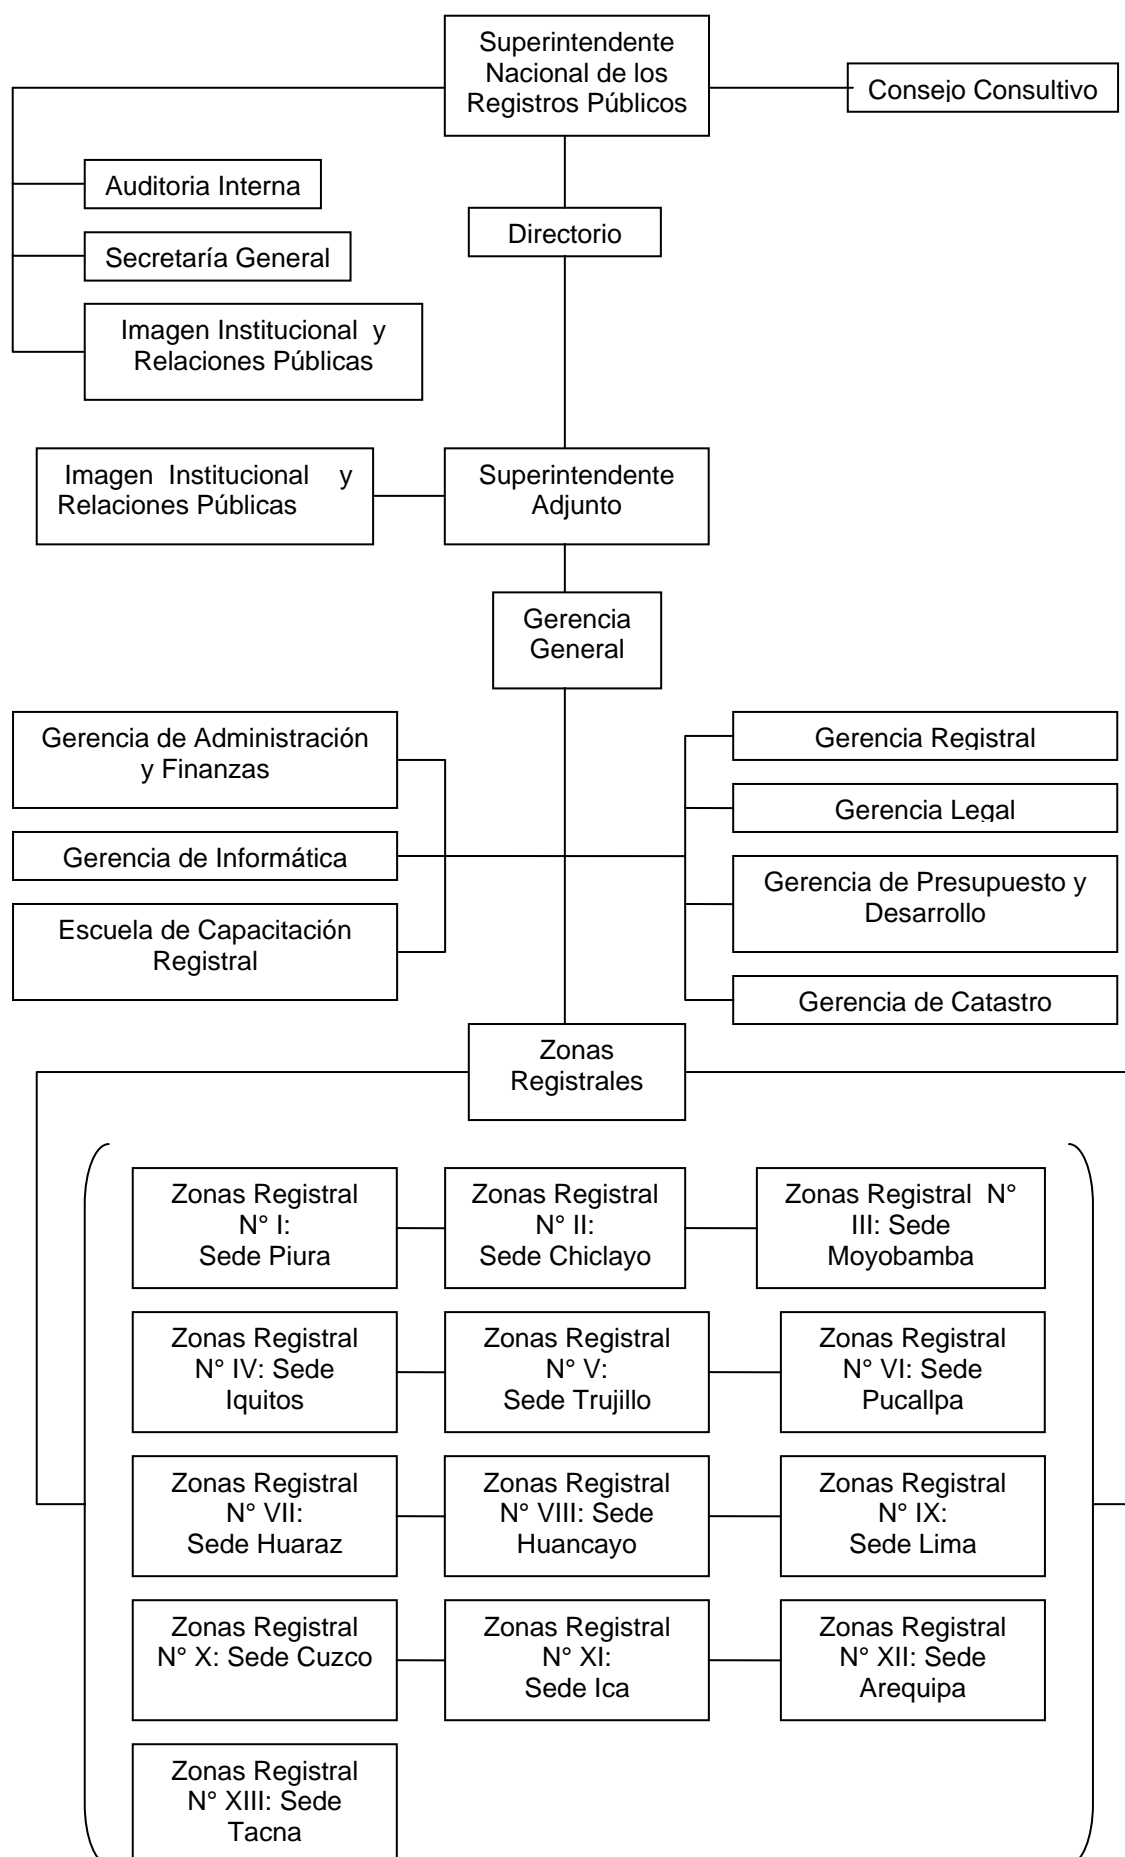 Superintendente
Nacional de los
Registros Públicos
Consejo Consultivo
Auditoria Interna
Directorio
Secretaría General
Imagen Institucional y
Relaciones Públicas
Imagen Institucional y
Relaciones Públicas
Superintendente
Adjunto
Gerencia
General
Gerencia de Administración
y Finanzas
Gerencia de Informática
Escuela de Capacitación
Registral
Gerencia Registral
Gerencia Legal
Gerencia de Presupuesto y
Desarrollo
Gerencia de Catastro
Zonas
Registrales
Zonas Registral
N° I:
Sede Piura
Zonas Registral
N° II:
Sede Chiclayo
Zonas Registral N°
III: Sede
Moyobamba
Zonas Registral
N° IV: Sede
Iquitos
Zonas Registral
N° V:
Sede Trujillo
Zonas Registral
N° VI: Sede
Pucallpa
Zonas Registral
N° VII:
Sede Huaraz
Zonas Registral
N° VIII: Sede
Huancayo
Zonas Registral
N° IX:
Sede Lima
Zonas Registral
N° X: Sede Cuzco
Zonas Registral
N° XI:
Sede Ica
Zonas Registral
N° XII: Sede
Arequipa
Zonas Registral
N° XIII: Sede
Tacna